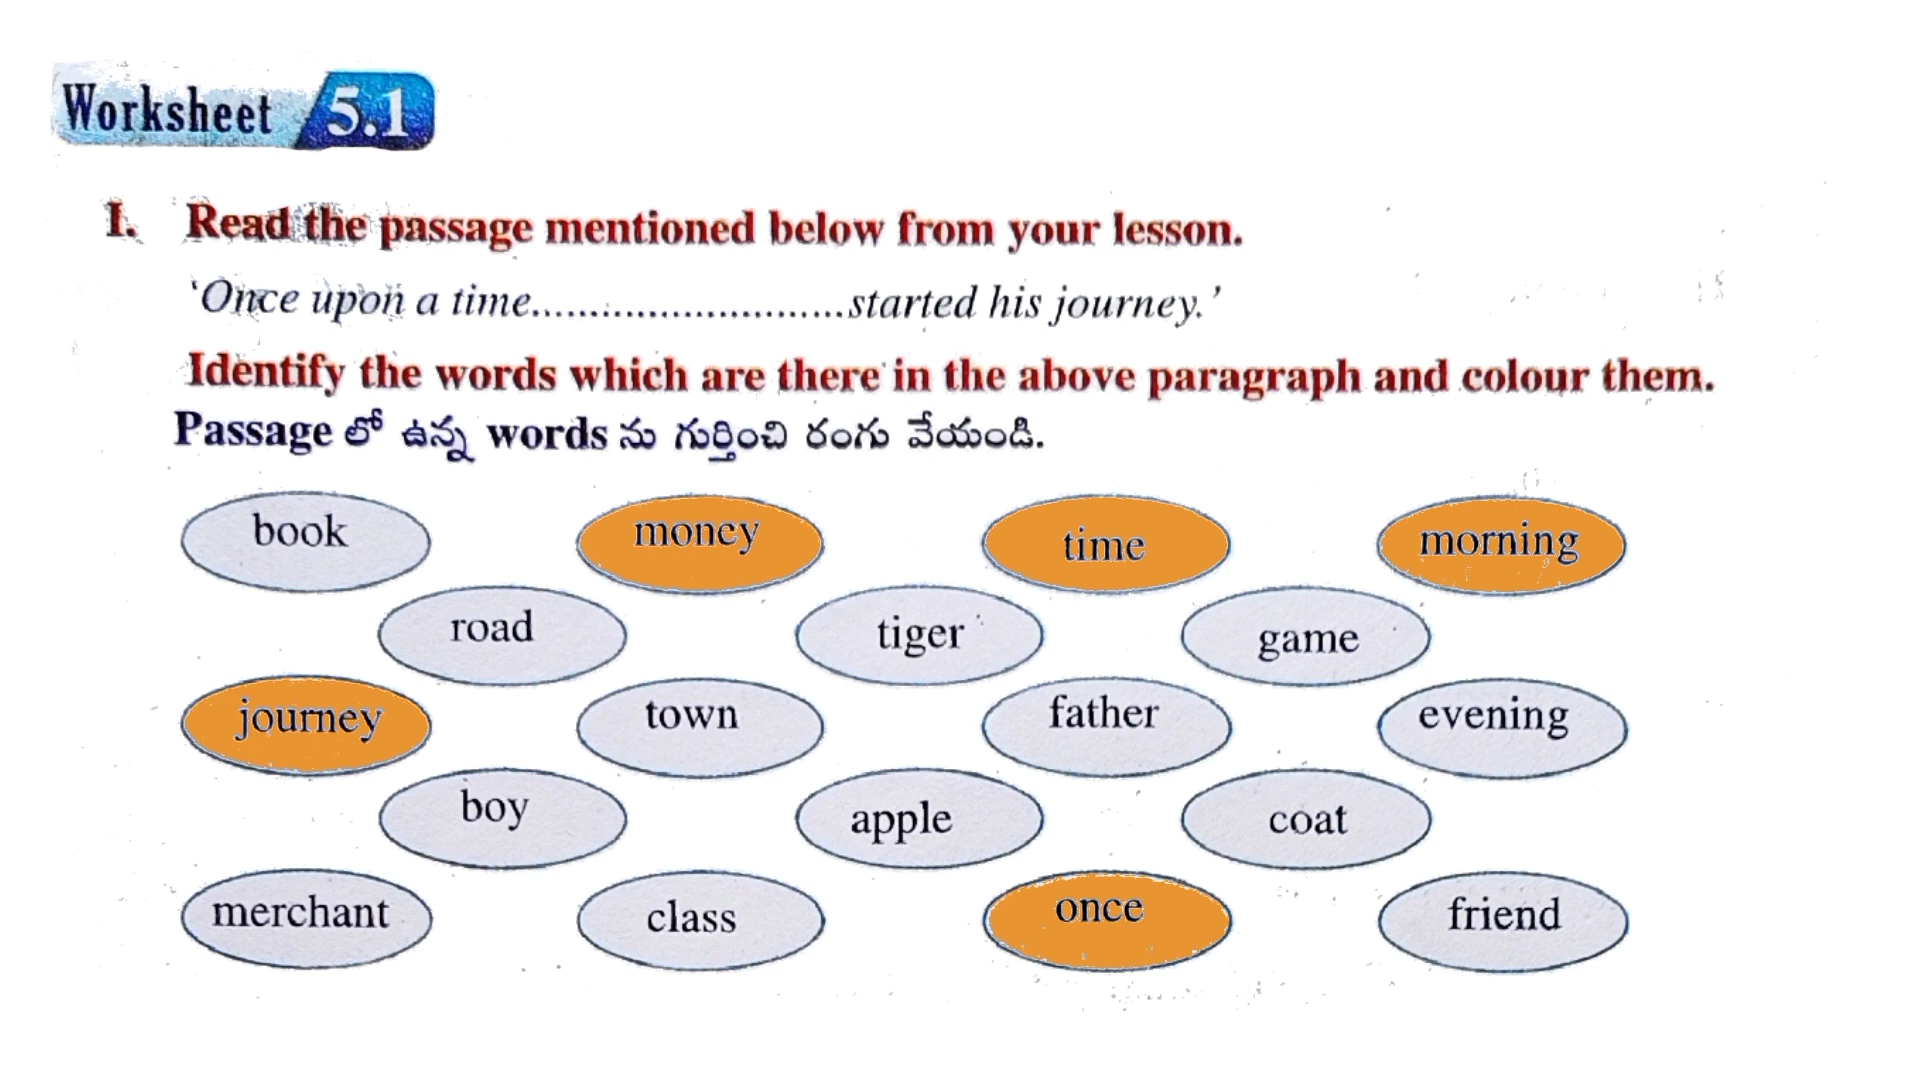 Worksheet 5.1
I. Read the passage mentioned below from your lesson.
‘Once upon a time...........................started his journey.’
Identify the words which are there in the above paragraph and colour them.
Passage లో ఉన్న words ను గుర్తించి రంగు వేయండి.
book money time morning
road tiger game
journey town father evening
boy apple coat
merchant class once friend